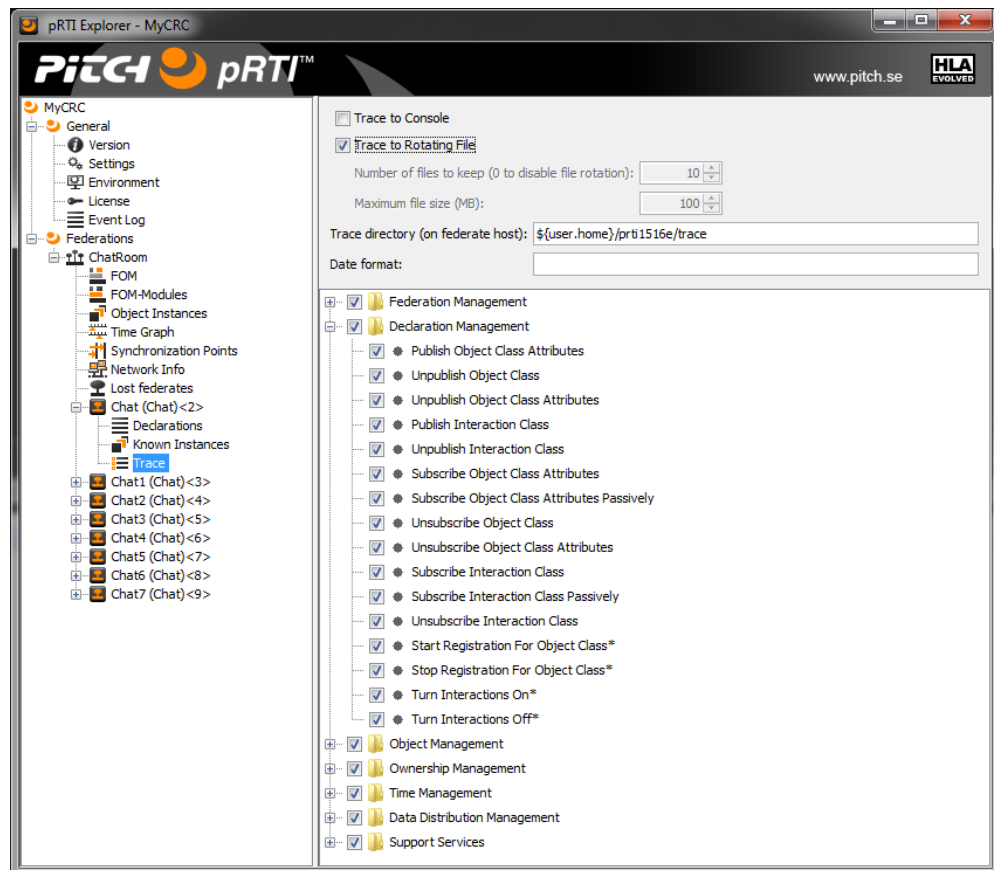 pRTI Explorer - MyCRC
PITCH pRTI™
www.pitch.se
HLA
EVOLVED
MyCRC
General
Version
Settings
Environment
License
Event Log
Federations
ChatRoom
FOM
FOM-Modules
Object Instances
Time Graph
Synchronization Points
Network Info
Lost federates
Chat (Chat)<2>
Declarations
Known Instances
Trace
Chat1 (Chat)<3>
Chat2 (Chat)<4>
Chat3 (Chat)<5>
Chat4 (Chat)<6>
Chat5 (Chat)<7>
Chat6 (Chat)<8>
Chat7 (Chat)<9>
Trace to Console
Trace to Rotating File
Number of files to keep (0 to disable file rotation): 10
Maximum file size (MB): 100
Trace directory (on federate host): ${user.home}/prti1516e/trace
Date format:
Federation Management
Declaration Management
Publish Object Class Attributes
Unpublish Object Class
Unpublish Object Class Attributes
Publish Interaction Class
Unpublish Interaction Class
Subscribe Object Class Attributes
Subscribe Object Class Attributes Passively
Unsubscribe Object Class
Unsubscribe Object Class Attributes
Subscribe Interaction Class
Subscribe Interaction Class Passively
Unsubscribe Interaction Class
Start Registration For Object Class*
Stop Registration For Object Class*
Turn Interactions On*
Turn Interactions Off*
Object Management
Ownership Management
Time Management
Data Distribution Management
Support Services